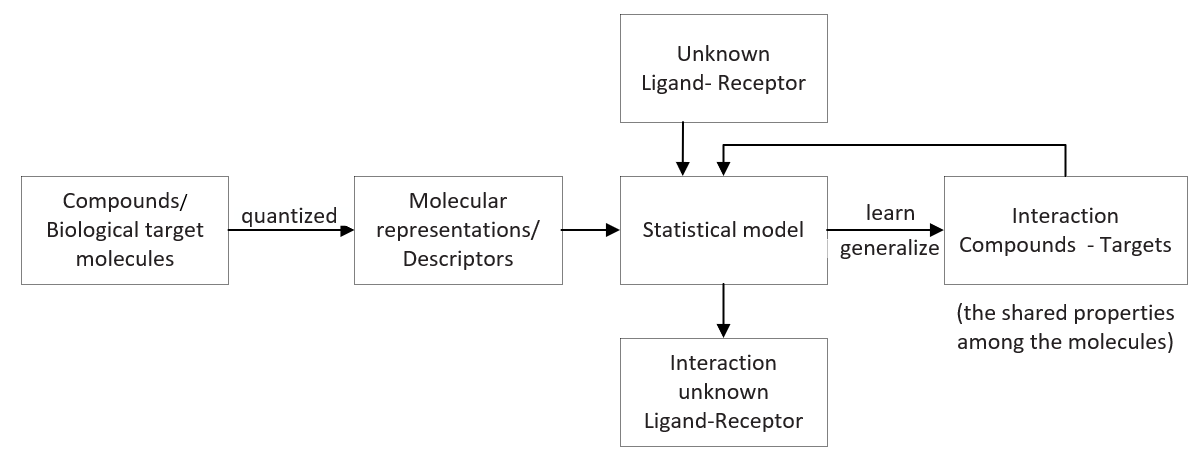 Unknown
Ligand- Receptor
Compounds/
Biological target
molecules
quantized
Molecular
representations/
Descriptors
Statistical model
learn
generalize
Interaction
Compounds - Targets
(the shared properties
among the molecules)
Interaction
unknown
Ligand-Receptor